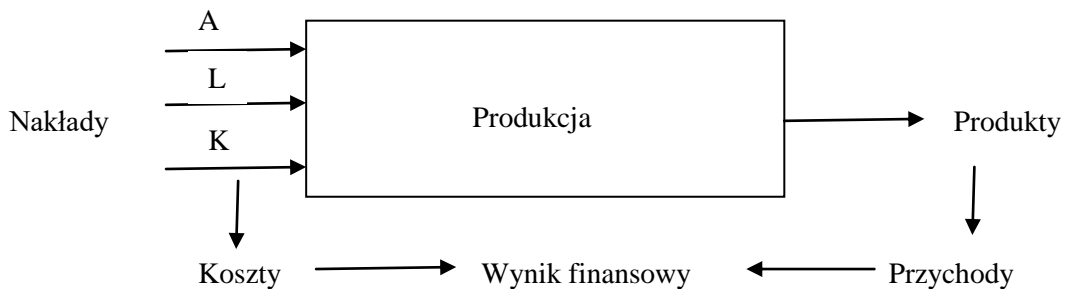 A
L
Nakłady
Produkcja
Produkty
K
Koszty
Wynik finansowy
Przychody